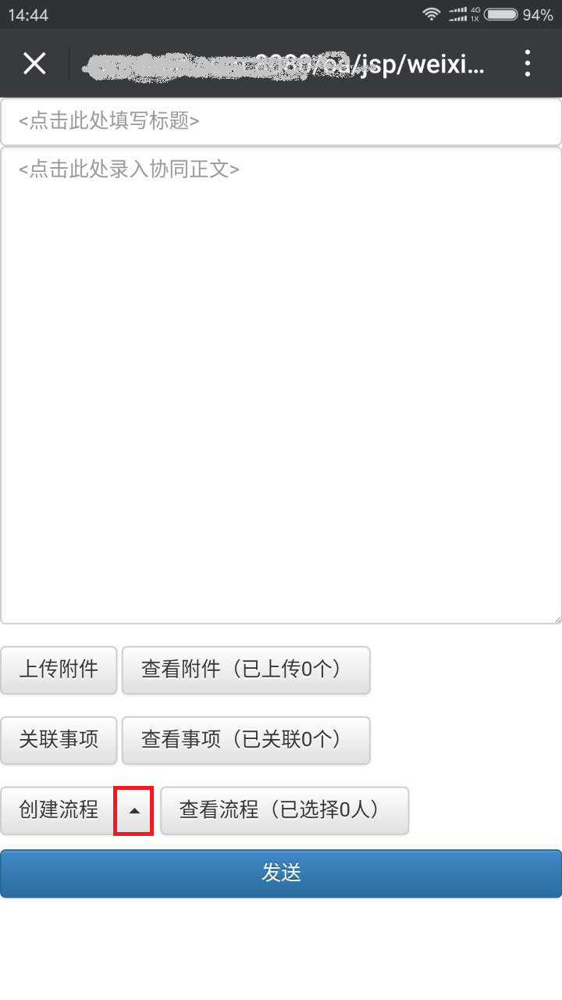 14:44
4G
1X
94%
/jsp/weixi...
<点击此处填写标题>
<点击此处录入协同正文>
上传附件 查看附件（已上传0个）
关联事项 查看事项（已关联0个）
创建流程 查看流程（已选择0人）
发送